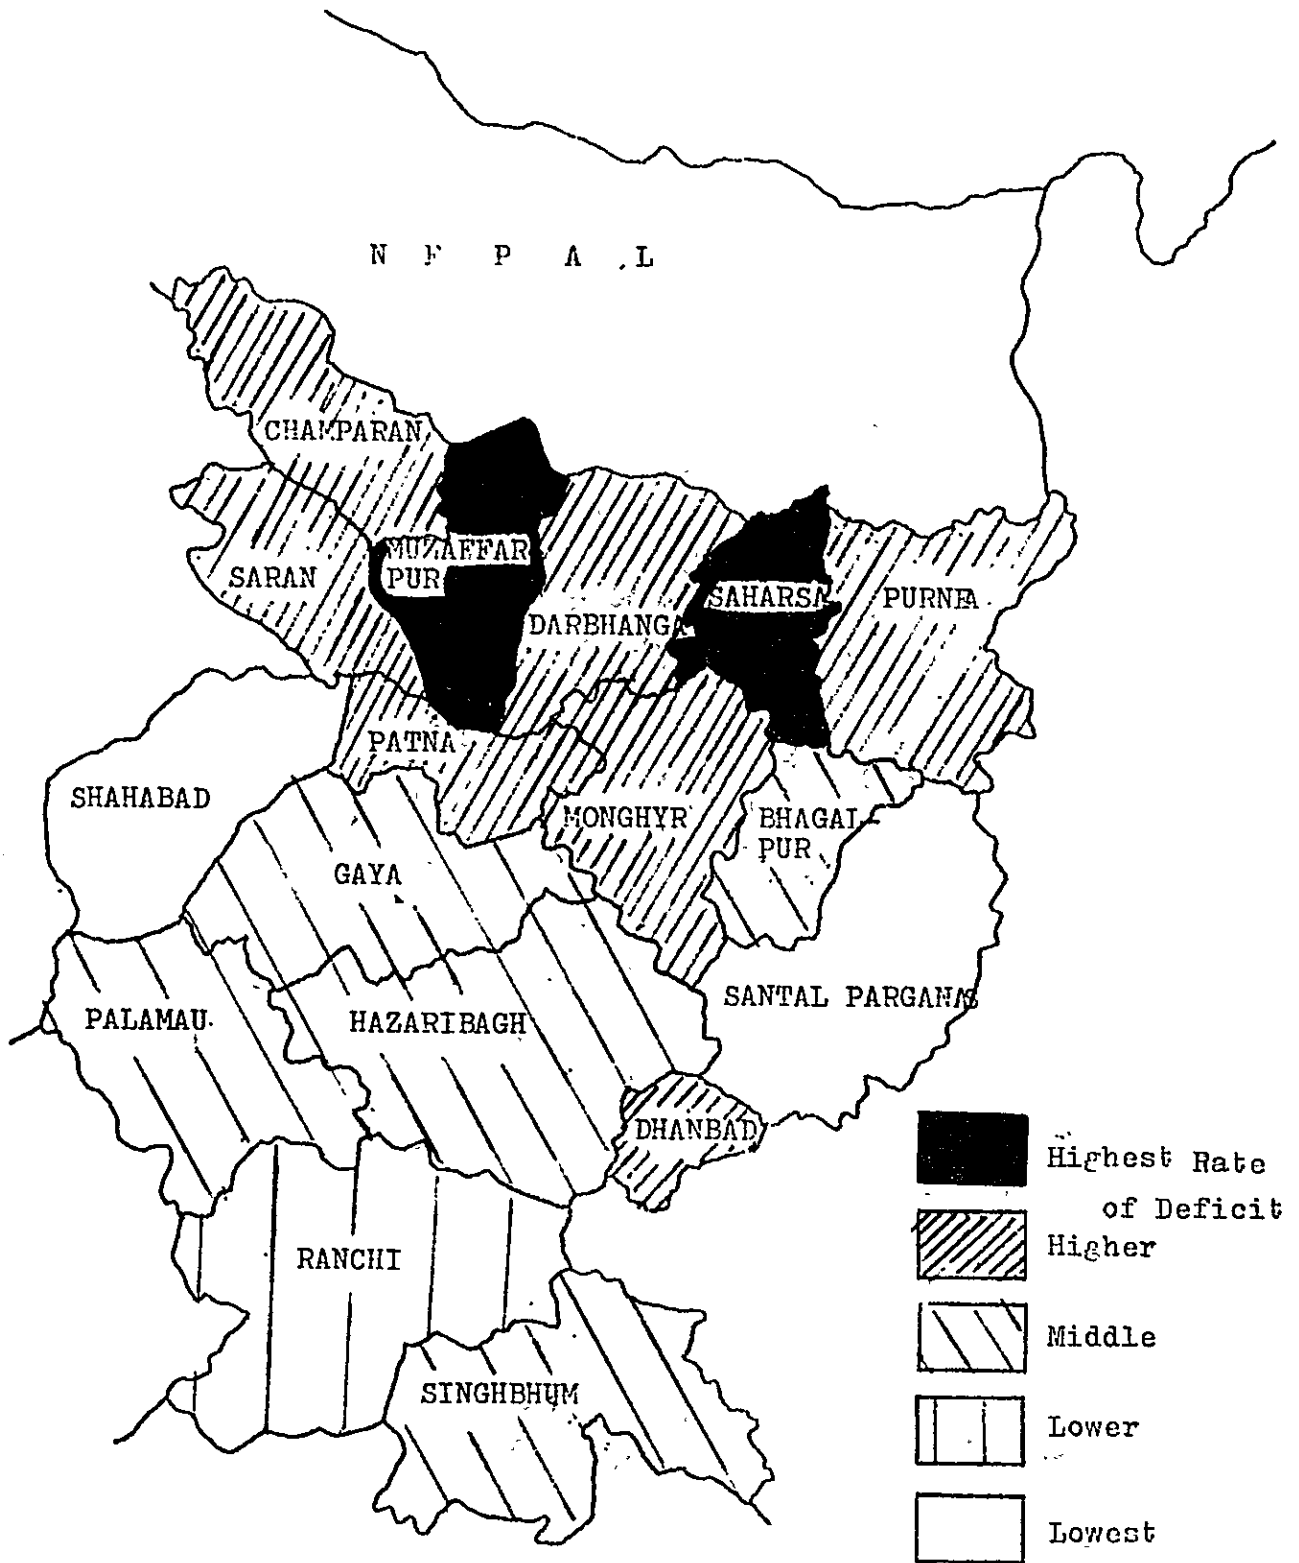 N E P A L
CHAMPARAN
MUZAFFAR
PUR
SARAN
SAHARSA
PURNEA
DARBHANGA
PATNA
SHAHABAD
MONGHYR
BHAGAL
PUR
GAYA
SANTAL PARGANAS
PALAMAU
HAZARIBAGH
DHANBAD
RANCHI
SINGHBHUM
Highest Rate
of Deficit
Higher
Middle
Lower
Lowest